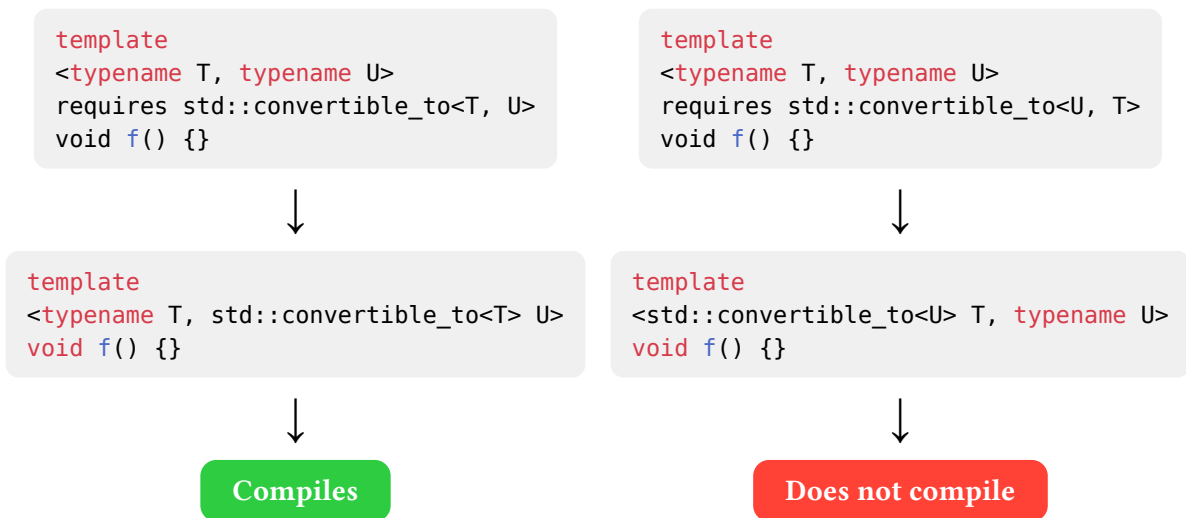 template
<typename T, typename U>
requires std::convertible_to<T, U>
void f() {}
template
<typename T, typename U>
requires std::convertible_to<U, T>
void f() {}
template
<typename T, std::convertible_to<T> U>
void f() {}
template
<std::convertible_to<U> T, typename U>
void f() {}
Compiles
Does not compile